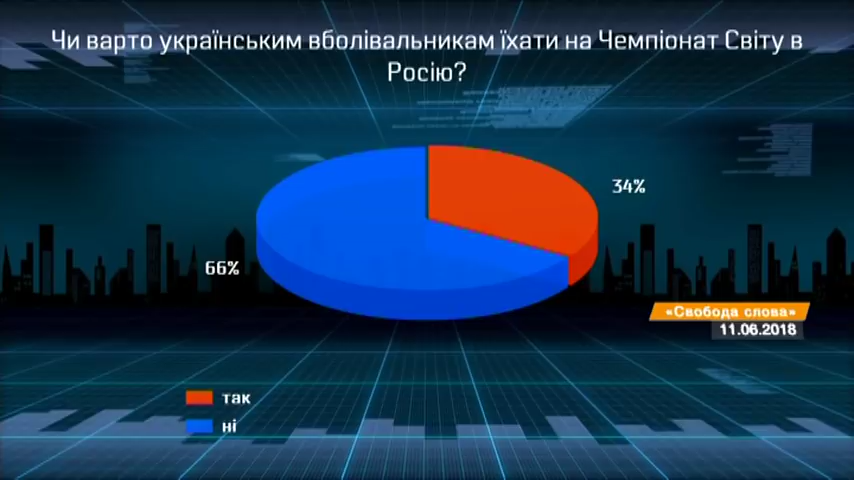 Чи варто українським вболівальникам їхати на Чемпіонат Світу в
Росію?
34%
66%
«Свобода слова»
11.06.2018
так
ні